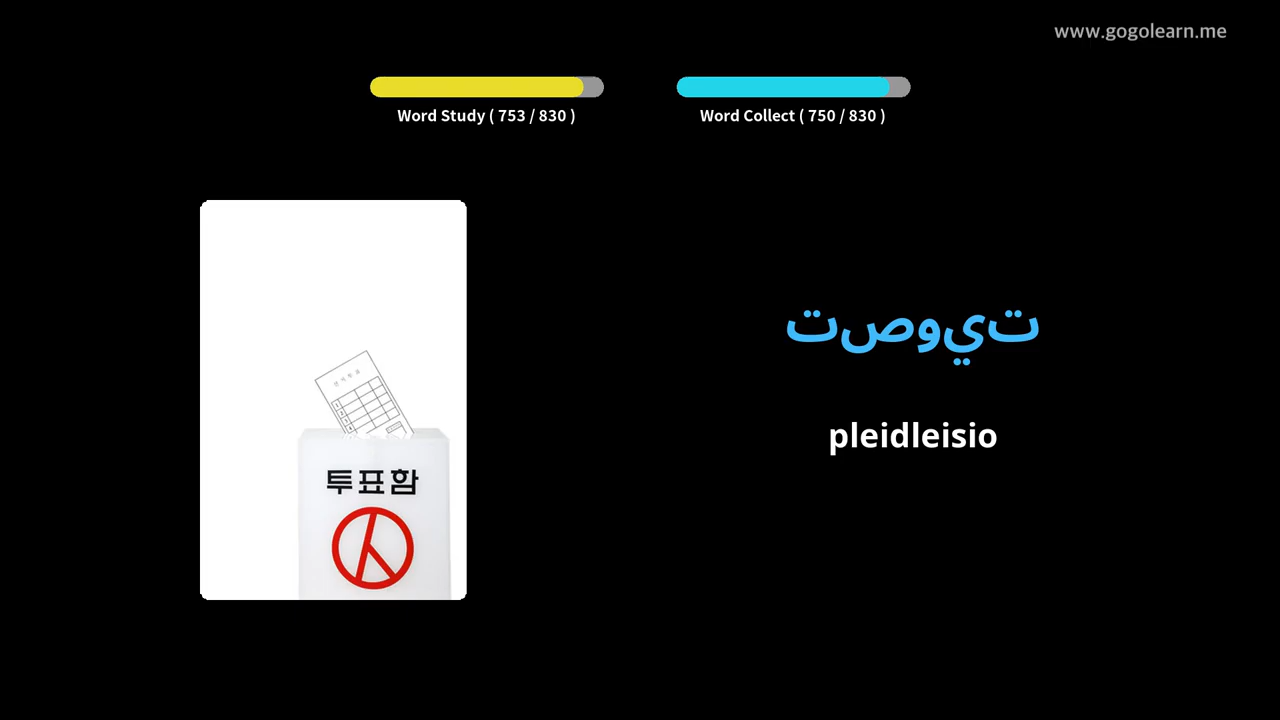 www.gogolearn.me
Word Study ( 753 / 830 )
Word Collect ( 750 / 830 )
تصويت
pleidleisio
투표함